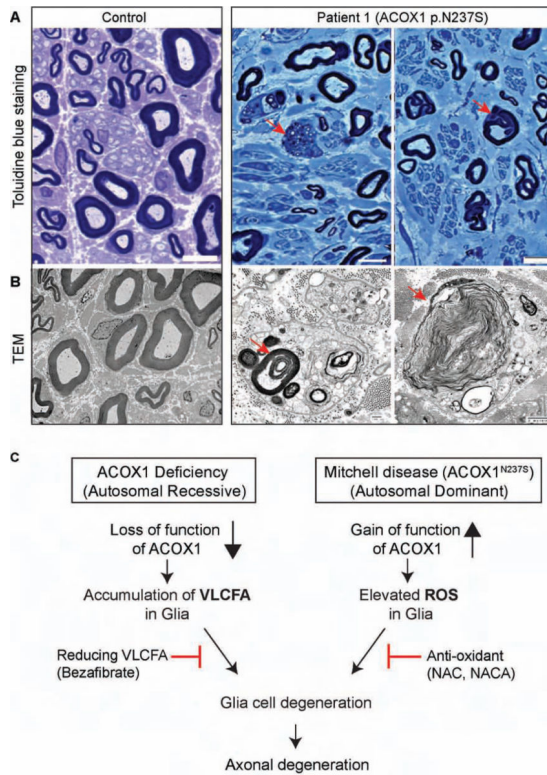 A
Control
Patient 1 (ACOX1 p.N237S)
Toluidine blue staining
B
TEM
C
ACOX1 Deficiency
(Autosomal Recessive)
Mitchell disease (ACOX1N237S)
(Autosomal Dominant)
Loss of function
of ACOX1
Gain of function
of ACOX1
Accumulation of VLCFA
in Glia
Elevated ROS
in Glia
Reducing VLCFA
(Bezafibrate)
Anti-oxidant
(NAC, NACA)
Glia cell degeneration
Axonal degeneration